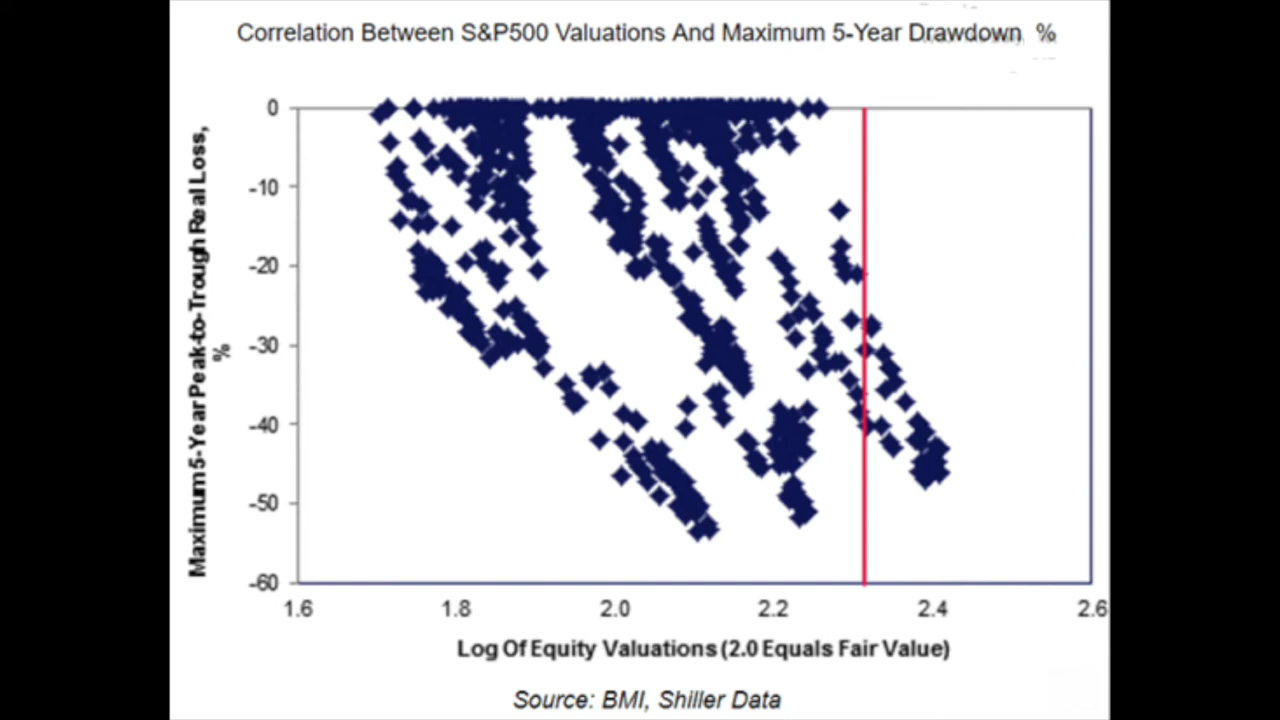 Correlation Between S&P500 Valuations And Maximum 5-Year Drawdown %
Maximum 5-Year Peak-to-Trough Real Loss,
%
0
-10
-20
-30
-40
-50
-60
1.6 1.8 2.0 2.2 2.4 2.6
Log Of Equity Valuations (2.0 Equals Fair Value)
Source: BMI, Shiller Data